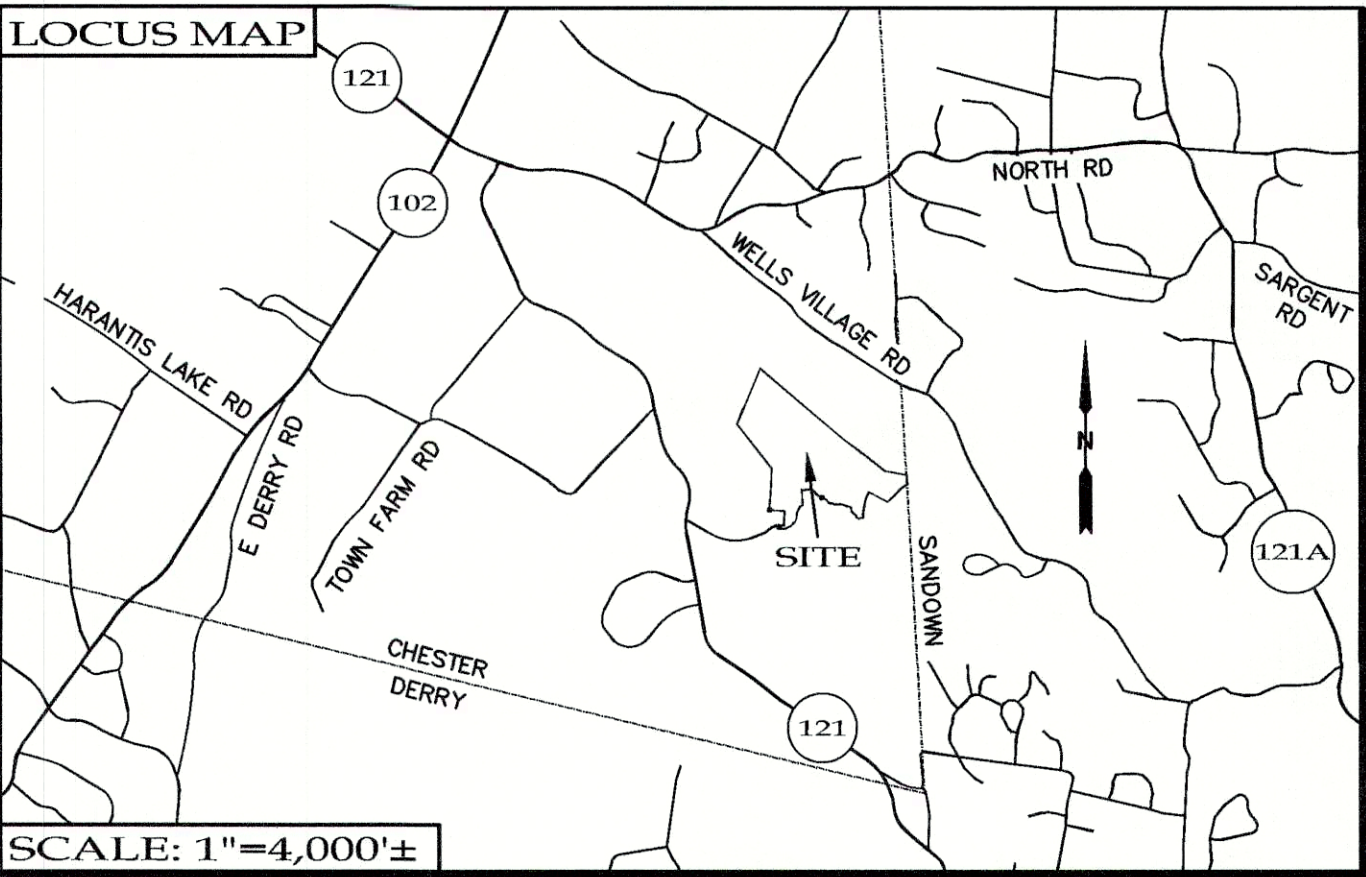 LOCUS MAP
121
102
NORTH RD
WELLS VILLAGE RD
SARGENT
RD
HARANTIS LAKE RD
E DERRY RD
TOWN FARM RD
N
SITE
SANDOWN
121A
CHESTER
DERRY
121
SCALE: 1"=4,000'±